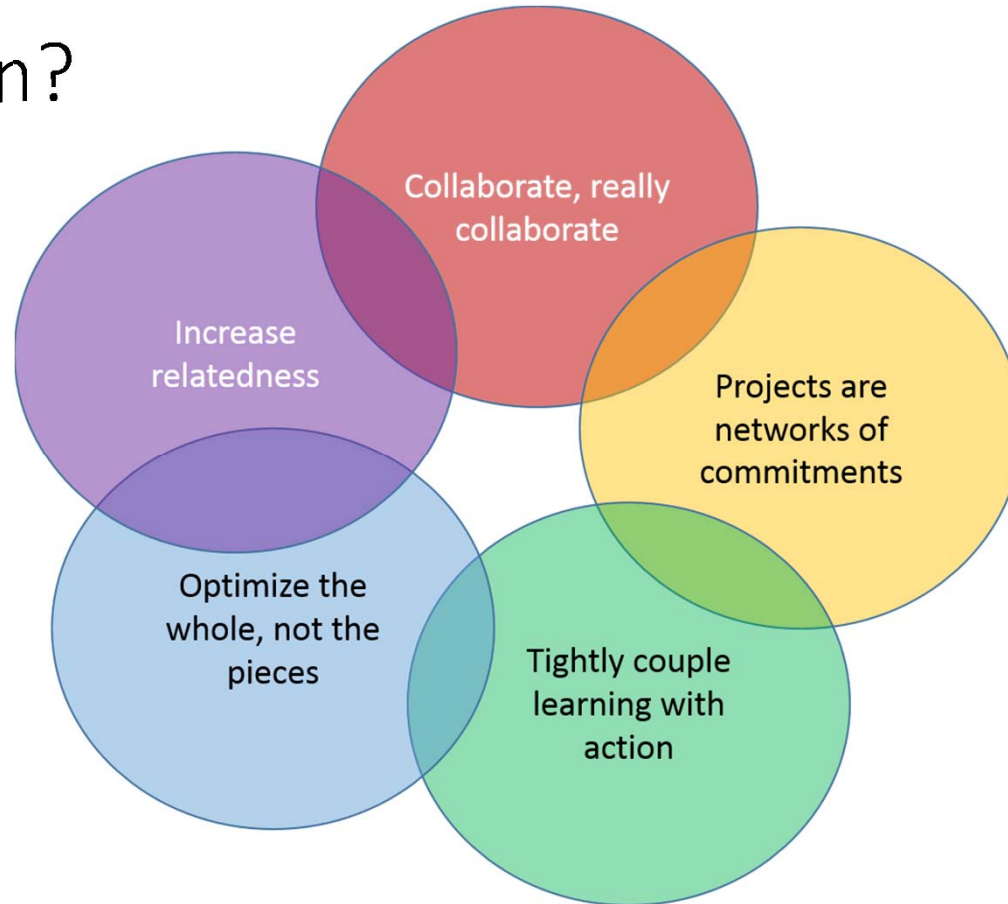 n?
Collaborate, really
collaborate
Increase
relatedness
Projects are
networks of
commitments
Optimize the
whole, not the
pieces
Tightly couple
learning with
action